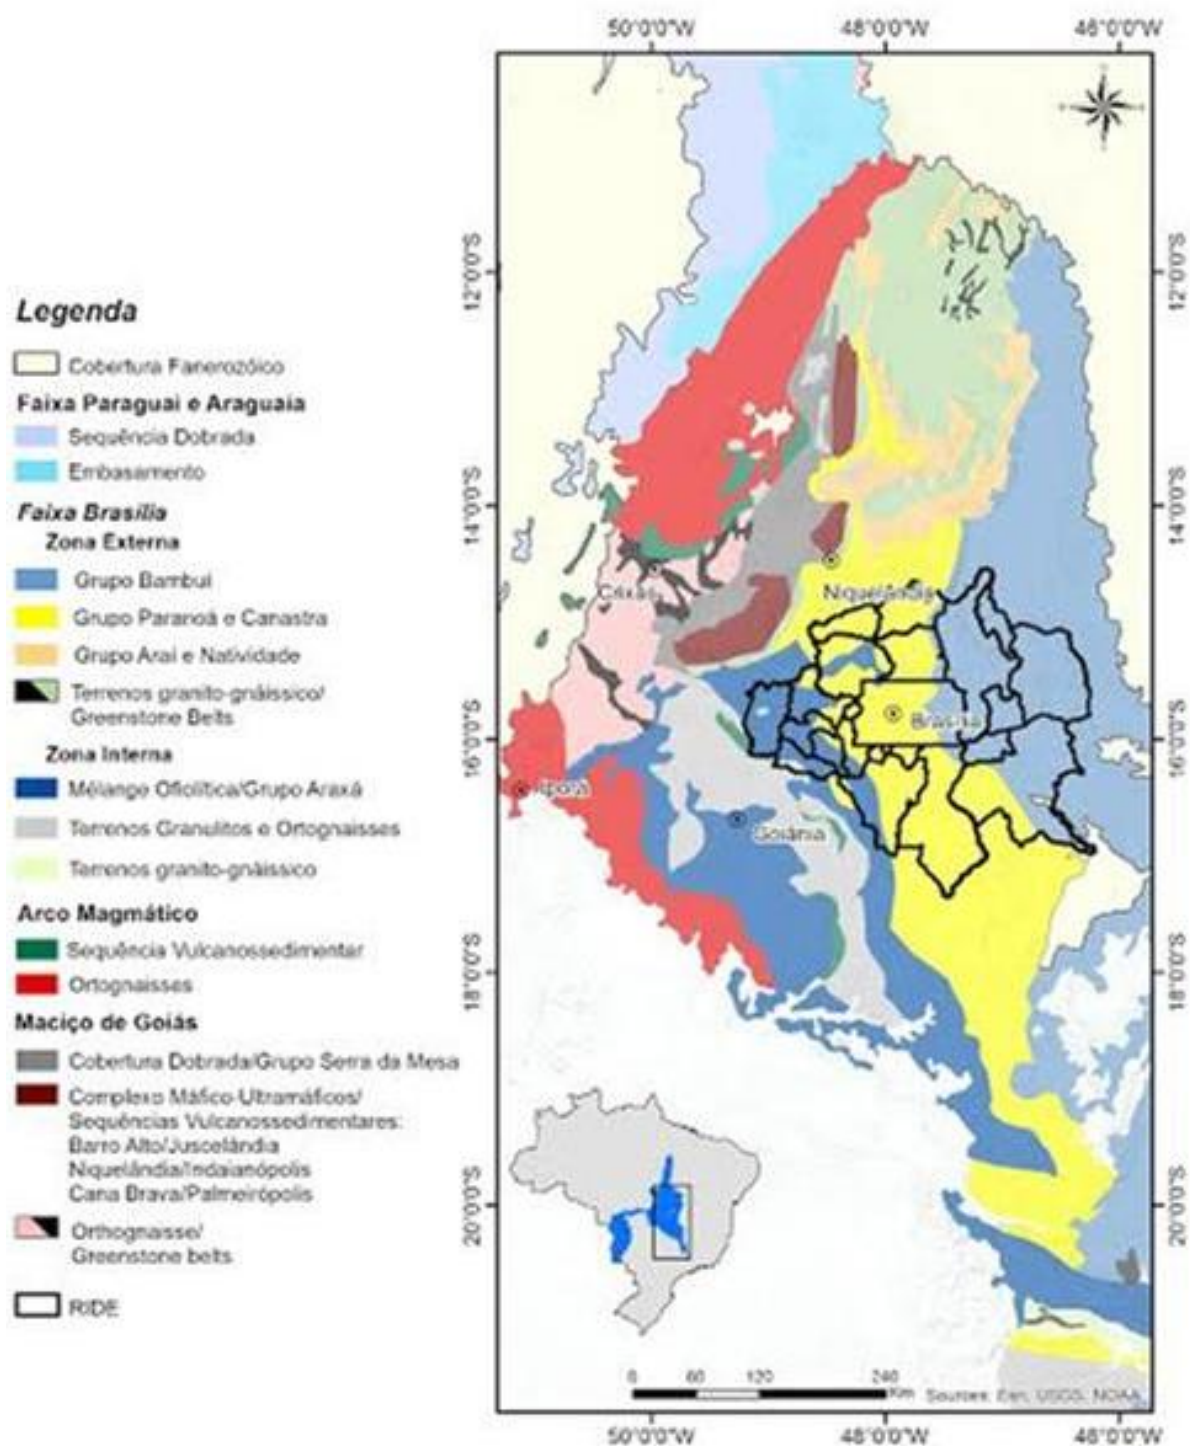 50°0'0"W 48°0'0"W 46°0'0"W
12°0'0"S
14°0'0"S
16°0'0"S
18°0'0"S
20°0'0"S
Legenda
Cobertura Fanerozóico
Faixa Paraguai e Araguaia
Sequência Dobrada
Embasamento
Faixa Brasília
Zona Externa
Grupo Bambuí
Grupo Paranoá e Canastra
Grupo Araí e Natividade
Terrenos granito-gnáissico/
Greenstone Belts
Zona Interna
Mélange Ofiolítica/Grupo Araxá
Terrenos Granulitos e Ortognaisses
Terrenos granito-gnáissico
Arco Magmático
Sequência Vulcanossedimentar
Ortognaisses
Maciço de Goiás
Cobertura Dobrada/Grupo Serra da Mesa
Complexo Máfico-Ultramáficos/
Sequências Vulcanossedimentares:
Barro Alto/Juscelândia
Niquelândia/Indaianópolis
Cana Brava/Palmeirópolis
Orthognaisse/
Greenstone belts
RIDE
Crixás
Niquelândia
Brasília
Iporá
Goiânia
0 60 120 240
Km
Sources: Esri, USGS, NOAA
12°0'0"S
14°0'0"S
16°0'0"S
18°0'0"S
20°0'0"S
50°0'0"W 48°0'0"W 46°0'0"W